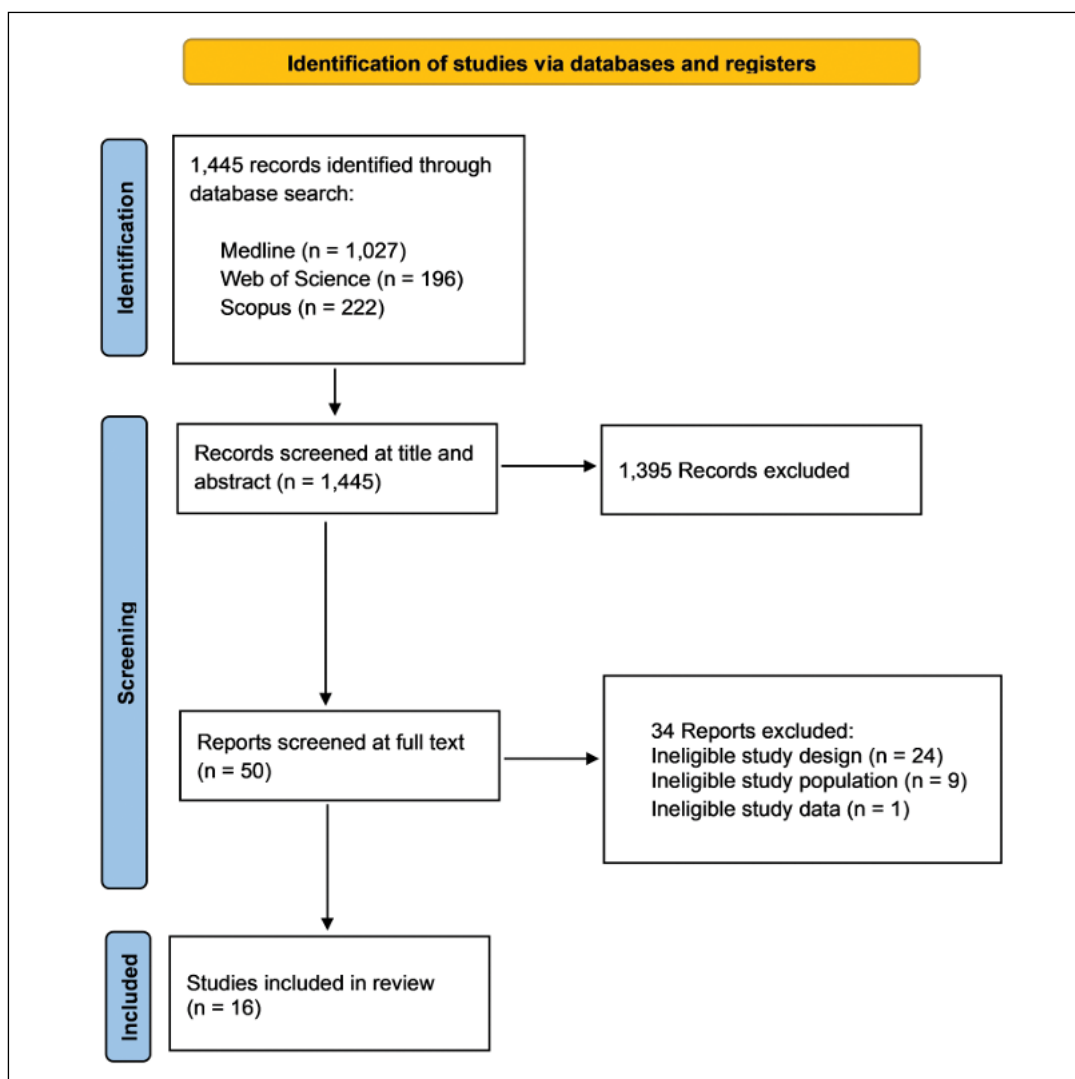 Identification of studies via databases and registers
Identification
1,445 records identified through
database search:
Medline (n = 1,027)
Web of Science (n = 196)
Scopus (n = 222)
Screening
Records screened at title and
abstract (n = 1,445)
1,395 Records excluded
Reports screened at full text
(n = 50)
34 Reports excluded:
Ineligible study design (n = 24)
Ineligible study population (n = 9)
Ineligible study data (n = 1)
Included
Studies included in review
(n = 16)